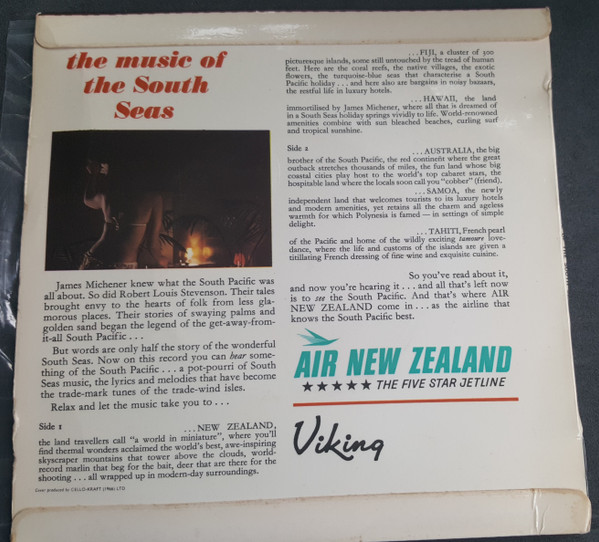 the music of
the South
Seas
James Michener knew what the South Pacific was
all about. So did Robert Louis Stevenson. Their tales
brought envy to the hearts of folk from less gla-
morous places. Their stories of swaying palms and
golden sand began the legend of the get-away-from-
it-all South Pacific . . .
But words are only half the story of the wonderful
South Seas. Now on this record you can hear some-
thing of the South Pacific . . . a pot-pourri of South
Seas music, the lyrics and melodies that have become
the trade-mark tunes of the trade-wind isles.
Relax and let the music take you to . . .
Side 1
. . . NEW ZEALAND,
the land travellers call "a world in miniature", where you'll
find thermal wonders acclaimed the world's best, awe-inspiring
skyscraper mountains that tower above the clouds, world-
record marlin that beg for the bait, deer that are there for the
shooting . . . all wrapped up in modern-day surroundings.
Cover produced by CELLO-KRAFT (1966) LTD
. . . FIJI, a cluster of 300
picturesque islands, some still untouched by the tread of human
feet. Here are the coral reefs, the native villages, the exotic
flowers, the turquoise-blue seas that characterise a South
Pacific holiday . . . and here also are bargains in noisy bazaars,
the restful life in luxury hotels.
. . . HAWAII, the land
immortilised by James Michener, where all that is dreamed of
in a South Seas holiday springs vividly to life. World-renowned
amenities combine with sun bleached beaches, curling surf
and tropical sunshine.
Side 2
. . . AUSTRALIA, the big
brother of the South Pacific, the red continent where the great
outback stretches thousands of miles, the fun land whose big
coastal cities play host to the world's top cabaret stars, the
hospitable land where the locals soon call you "cobber" (friend).
. . . SAMOA, the newly
independent land that welcomes tourists to its luxury hotels
and modern amenities, yet retains all the charm and ageless
warmth for which Polynesia is famed — in settings of simple
delight.
. . . TAHITI, French pearl
of the Pacific and home of the wildly exciting tamoure love-
dance, where the life and customs of the islands are given a
titillating French dressing of fine wine and exquisite cuisine.
So you've read about it,
and now you're hearing it . . . and all that's left now
is to see the South Pacific. And that's where AIR
NEW ZEALAND come in . . . as the airline that
knows the South Pacific best.
AIR NEW ZEALAND
★★★★★ THE FIVE STAR JETLINE
Viking